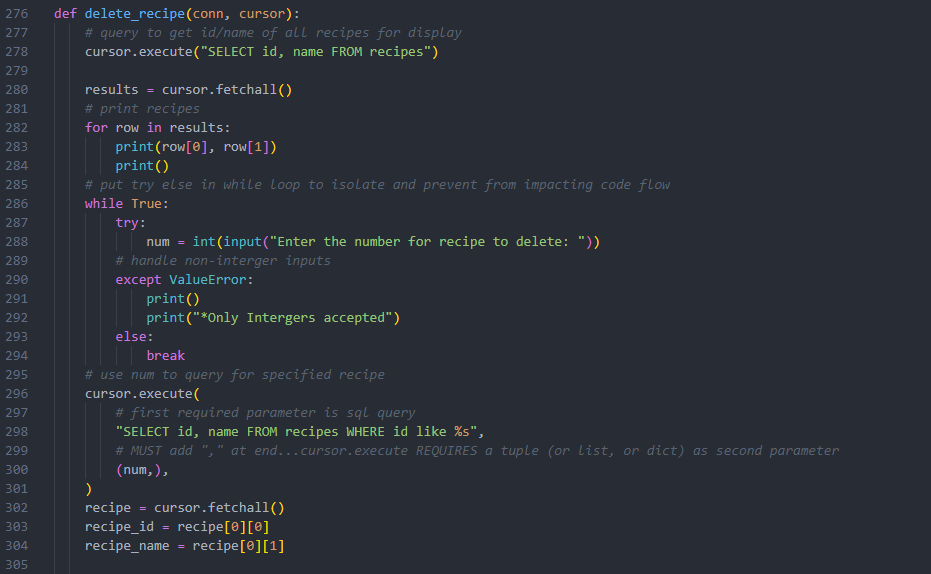 276 def delete_recipe(conn, cursor):
277     # query to get id/name of all recipes for display
278     cursor.execute("SELECT id, name FROM recipes")
279
280     results = cursor.fetchall()
281     # print recipes
282     for row in results:
283         print(row[0], row[1])
284         print()
285     # put try else in while loop to isolate and prevent from impacting code flow
286     while True:
287         try:
288             num = int(input("Enter the number for recipe to delete: "))
289         # handle non-interger inputs
290         except ValueError:
291             print()
292             print("*Only Intergers accepted")
293         else:
294             break
295     # use num to query for specified recipe
296     cursor.execute(
297         # first required parameter is sql query
298         "SELECT id, name FROM recipes WHERE id like %s",
299         # MUST add "," at end...cursor.execute REQUIRES a tuple (or list, or dict) as second parameter
300         (num,),
301     )
302     recipe = cursor.fetchall()
303     recipe_id = recipe[0][0]
304     recipe_name = recipe[0][1]
305